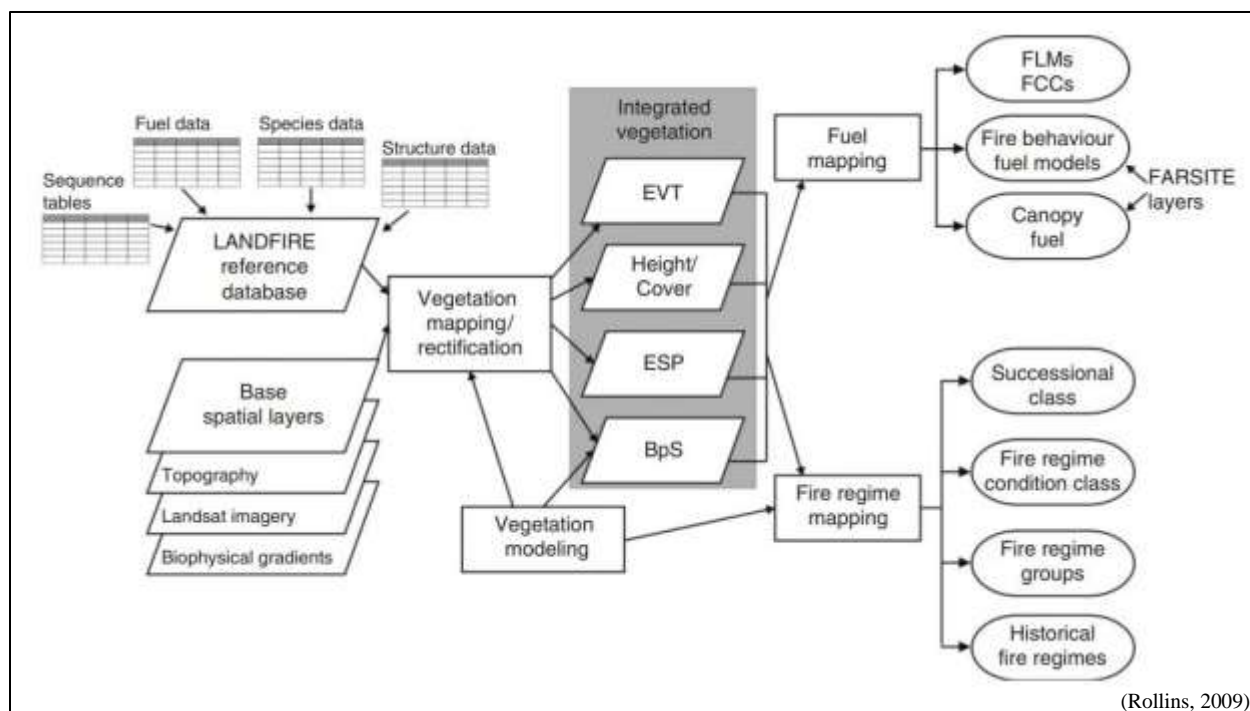 Fuel data
Species data
Structure data
Sequence
tables
LANDFIRE
reference
database
Base
spatial layers
Topography
Landsat imagery
Biophysical gradients
Vegetation
mapping/
rectification
Vegetation
modeling
Integrated
vegetation
EVT
Height/
Cover
ESP
BpS
Fuel
mapping
Fire regime
mapping
FLMs
FCCs
Fire behaviour
fuel models
Canopy
fuel
FARSITE
layers
Successional
class
Fire regime
condition class
Fire regime
groups
Historical
fire regimes
(Rollins, 2009)